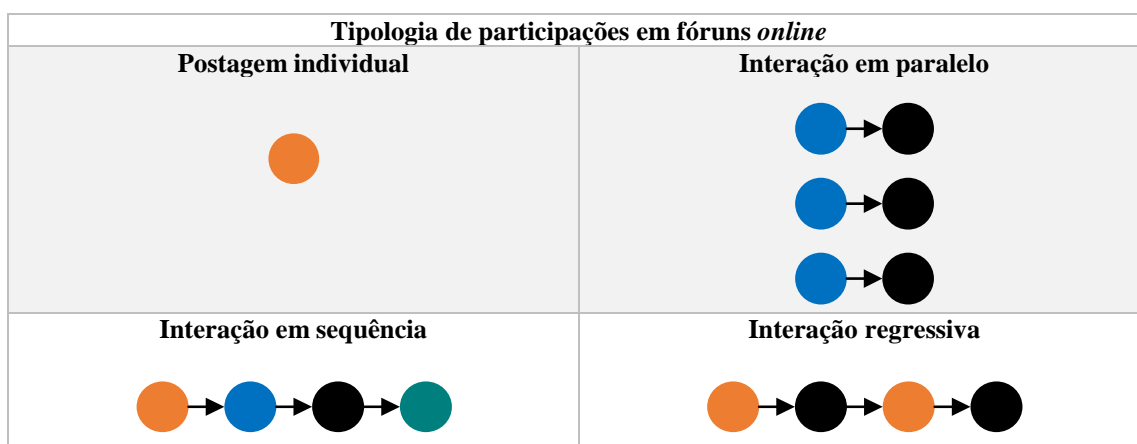 Tipologia de participações em fóruns online
Postagem individual
Interação em paralelo
Interação em sequência
Interação regressiva